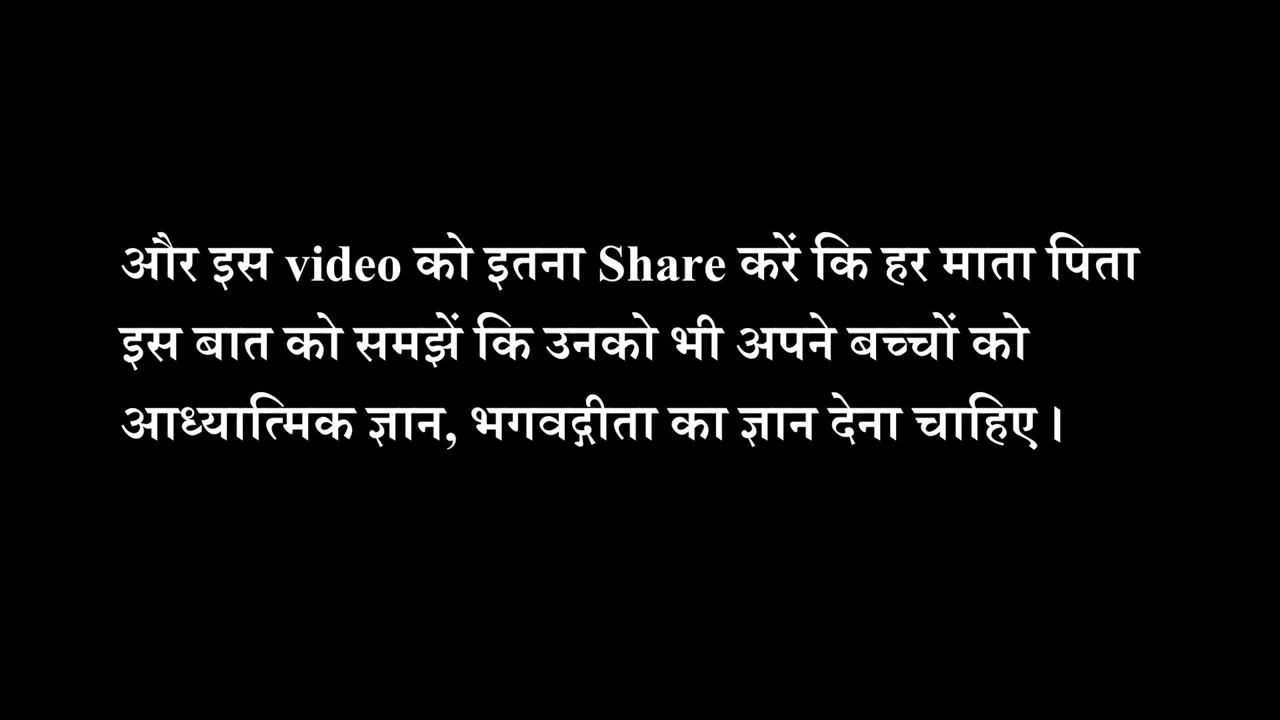 और इस video को इतना Share करें कि हर माता पिता
इस बात को समझें कि उनको भी अपने बच्चों को
आध्यात्मिक ज्ञान, भगवद्गीता का ज्ञान देना चाहिए।